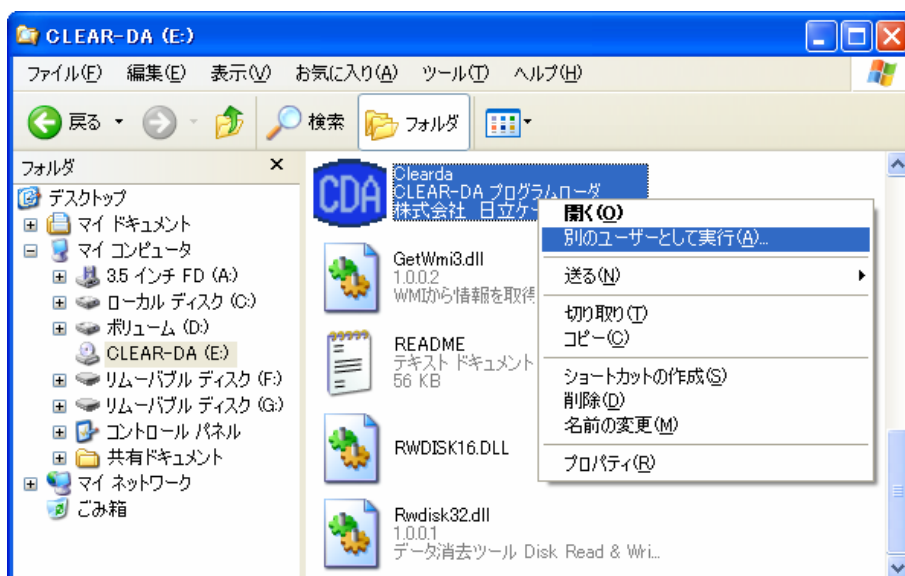 CLEAR-DA (E:)
ファイル(F) 編集(E) 表示(V) お気に入り(A) ツール(T) ヘルプ(H)
戻る 検索 フォルダ
フォルダ ×
デスクトップ
マイ ドキュメント
マイ コンピュータ
3.5 インチ FD (A:)
ローカル ディスク (C:)
ボリューム (D:)
CLEAR-DA (E:)
リムーバブル ディスク (F:)
リムーバブル ディスク (G:)
コントロール パネル
共有ドキュメント
マイ ネットワーク
ごみ箱
CDA
Clearda
CLEAR-DA プログラムローダ
株式会社 日立ケ
GetWmi3.dll
1.0.0.2
WMIから情報を取得
README
テキスト ドキュメント
56 KB
RWDISK16.DLL
Rwdisk32.dll
1.0.0.1
データ消去ツール Disk Read & Wri...
開く(O)
別のユーザーとして実行(A)...
送る(N)
切り取り(T)
コピー(C)
ショートカットの作成(S)
削除(D)
名前の変更(M)
プロパティ(R)